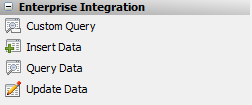 Enterprise Integration
Custom Query
Insert Data
Query Data
Update Data